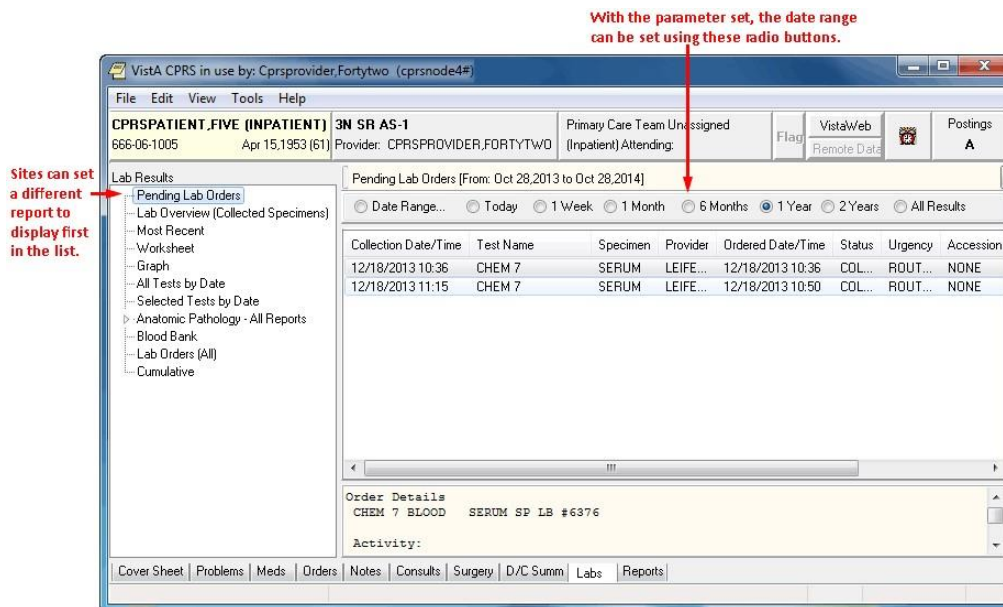 With the parameter set, the date range
can be set using these radio buttons.
VistA CPRS in use by: Cprsprovider,Fortytwo (cprsnode4#)
File Edit View Tools Help
CPRSPATIENT,FIVE (INPATIENT) 3N SR AS-1 Primary Care Team Unassigned Flag VistaWeb Postings
666-06-1005 Apr 15,1953 (61) Provider: CPRSPROVIDER,FORTYTWO (Inpatient) Attending: Remote Data A
Sites can set
a different
report to
display first
in the list.
Lab Results
Pending Lab Orders
Lab Overview (Collected Specimens)
Most Recent
Worksheet
Graph
All Tests by Date
Selected Tests by Date
Anatomic Pathology - All Reports
Blood Bank
Lab Orders (All)
Cumulative
Pending Lab Orders [From: Oct 28,2013 to Oct 28,2014]
Date Range... Today 1 Week 1 Month 6 Months 1 Year 2 Years All Results
Collection Date/Time Test Name Specimen Provider Ordered Date/Time Status Urgency Accession
12/18/2013 10:36 CHEM 7 SERUM LEIFE... 12/18/2013 10:36 COL... ROUT... NONE
12/18/2013 11:15 CHEM 7 SERUM LEIFE... 12/18/2013 10:50 COL... ROUT... NONE
Order Details
CHEM 7 BLOOD SERUM SP LB #6376
Activity:
Cover Sheet Problems Meds Orders Notes Consults Surgery D/C Summ Labs Reports